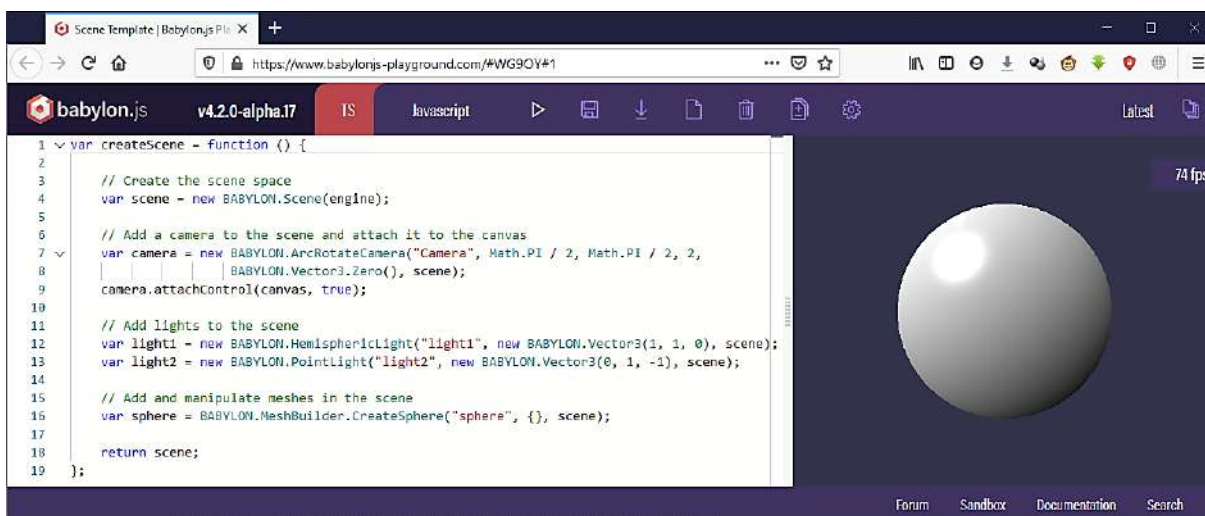 Scene Template | Babylon.js Pla
https://www.babylonjs-playground.com/#WG9OY#1
babylon.js v4.2.0-alpha.17 TS Javascript Latest
74 fps
1 var createScene = function () {
2
3 // Create the scene space
4 var scene = new BABYLON.Scene(engine);
5
6 // Add a camera to the scene and attach it to the canvas
7 var camera = new BABYLON.ArcRotateCamera("Camera", Math.PI / 2, Math.PI / 2, 2,
8 BABYLON.Vector3.Zero(), scene);
9 camera.attachControl(canvas, true);
10
11 // Add lights to the scene
12 var light1 = new BABYLON.HemisphericLight("light1", new BABYLON.Vector3(1, 1, 0), scene);
13 var light2 = new BABYLON.PointLight("light2", new BABYLON.Vector3(0, 1, -1), scene);
14
15 // Add and manipulate meshes in the scene
16 var sphere = BABYLON.MeshBuilder.CreateSphere("sphere", {}, scene);
17
18 return scene;
19 };
Forum Sandbox Documentation Search